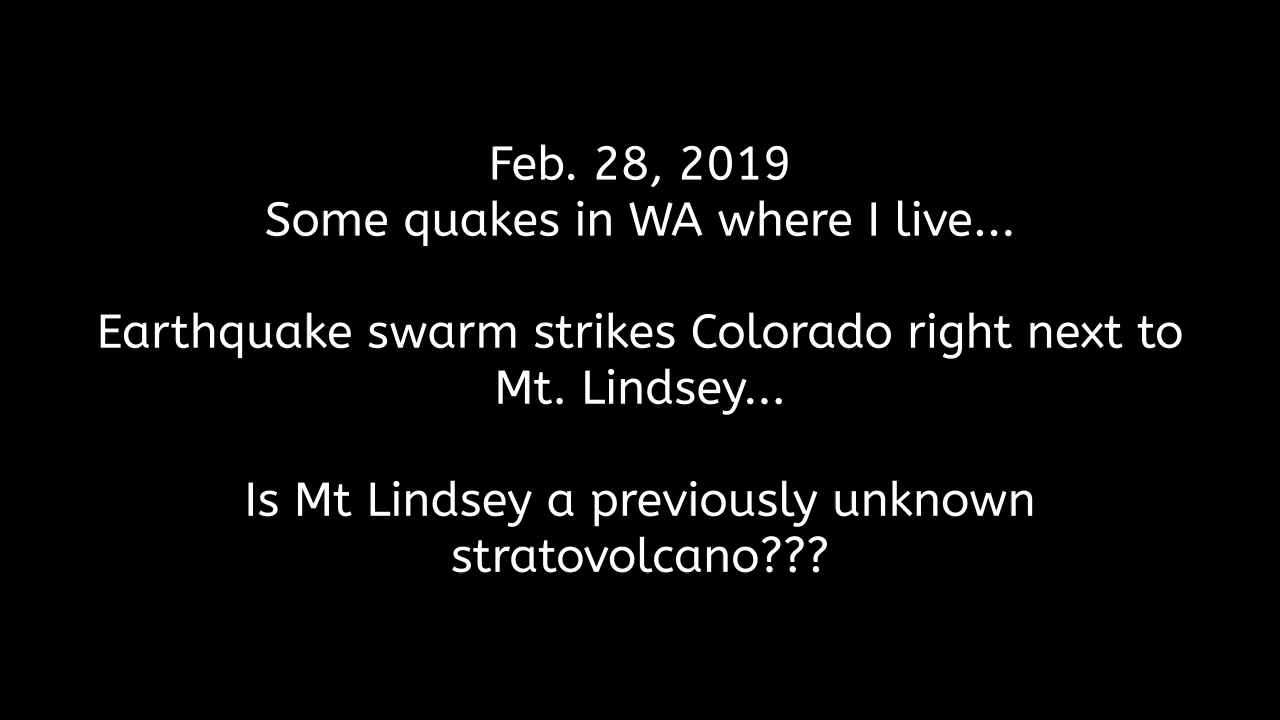 Feb. 28, 2019
Some quakes in WA where I live...
Earthquake swarm strikes Colorado right next to
Mt. Lindsey...
Is Mt Lindsey a previously unknown
stratovolcano???